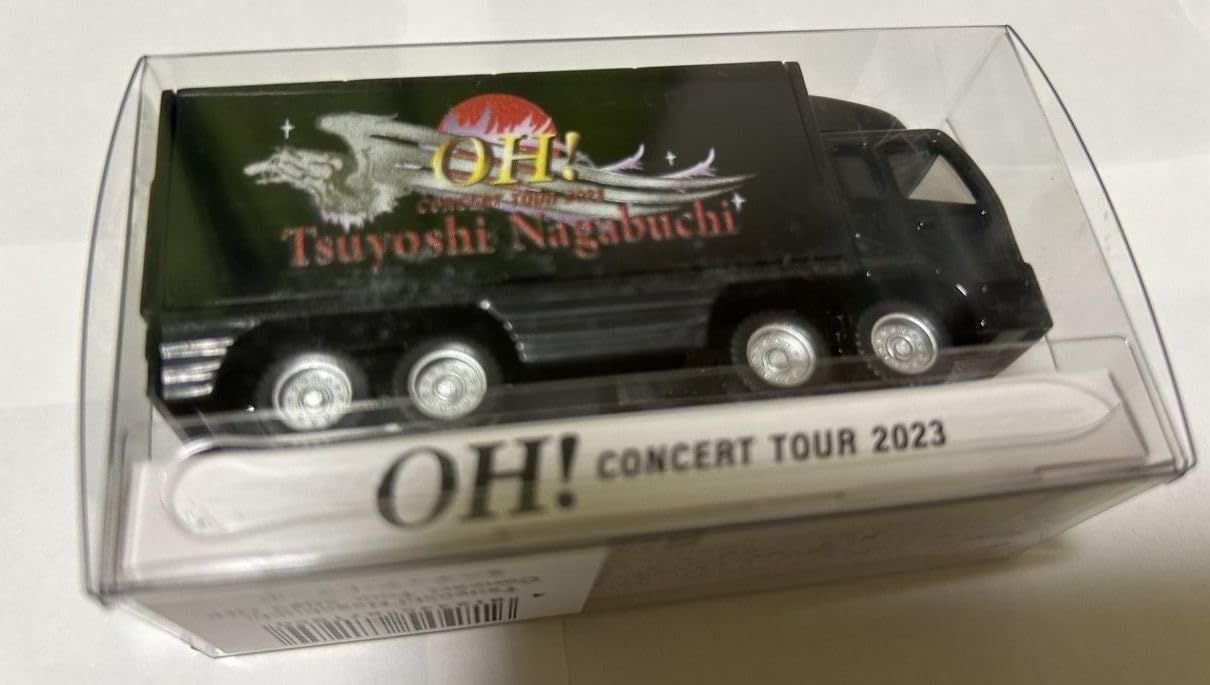 OH!
CONCERT TOUR 2023
Tsuyoshi Nagabuchi
OH! CONCERT TOUR 2023